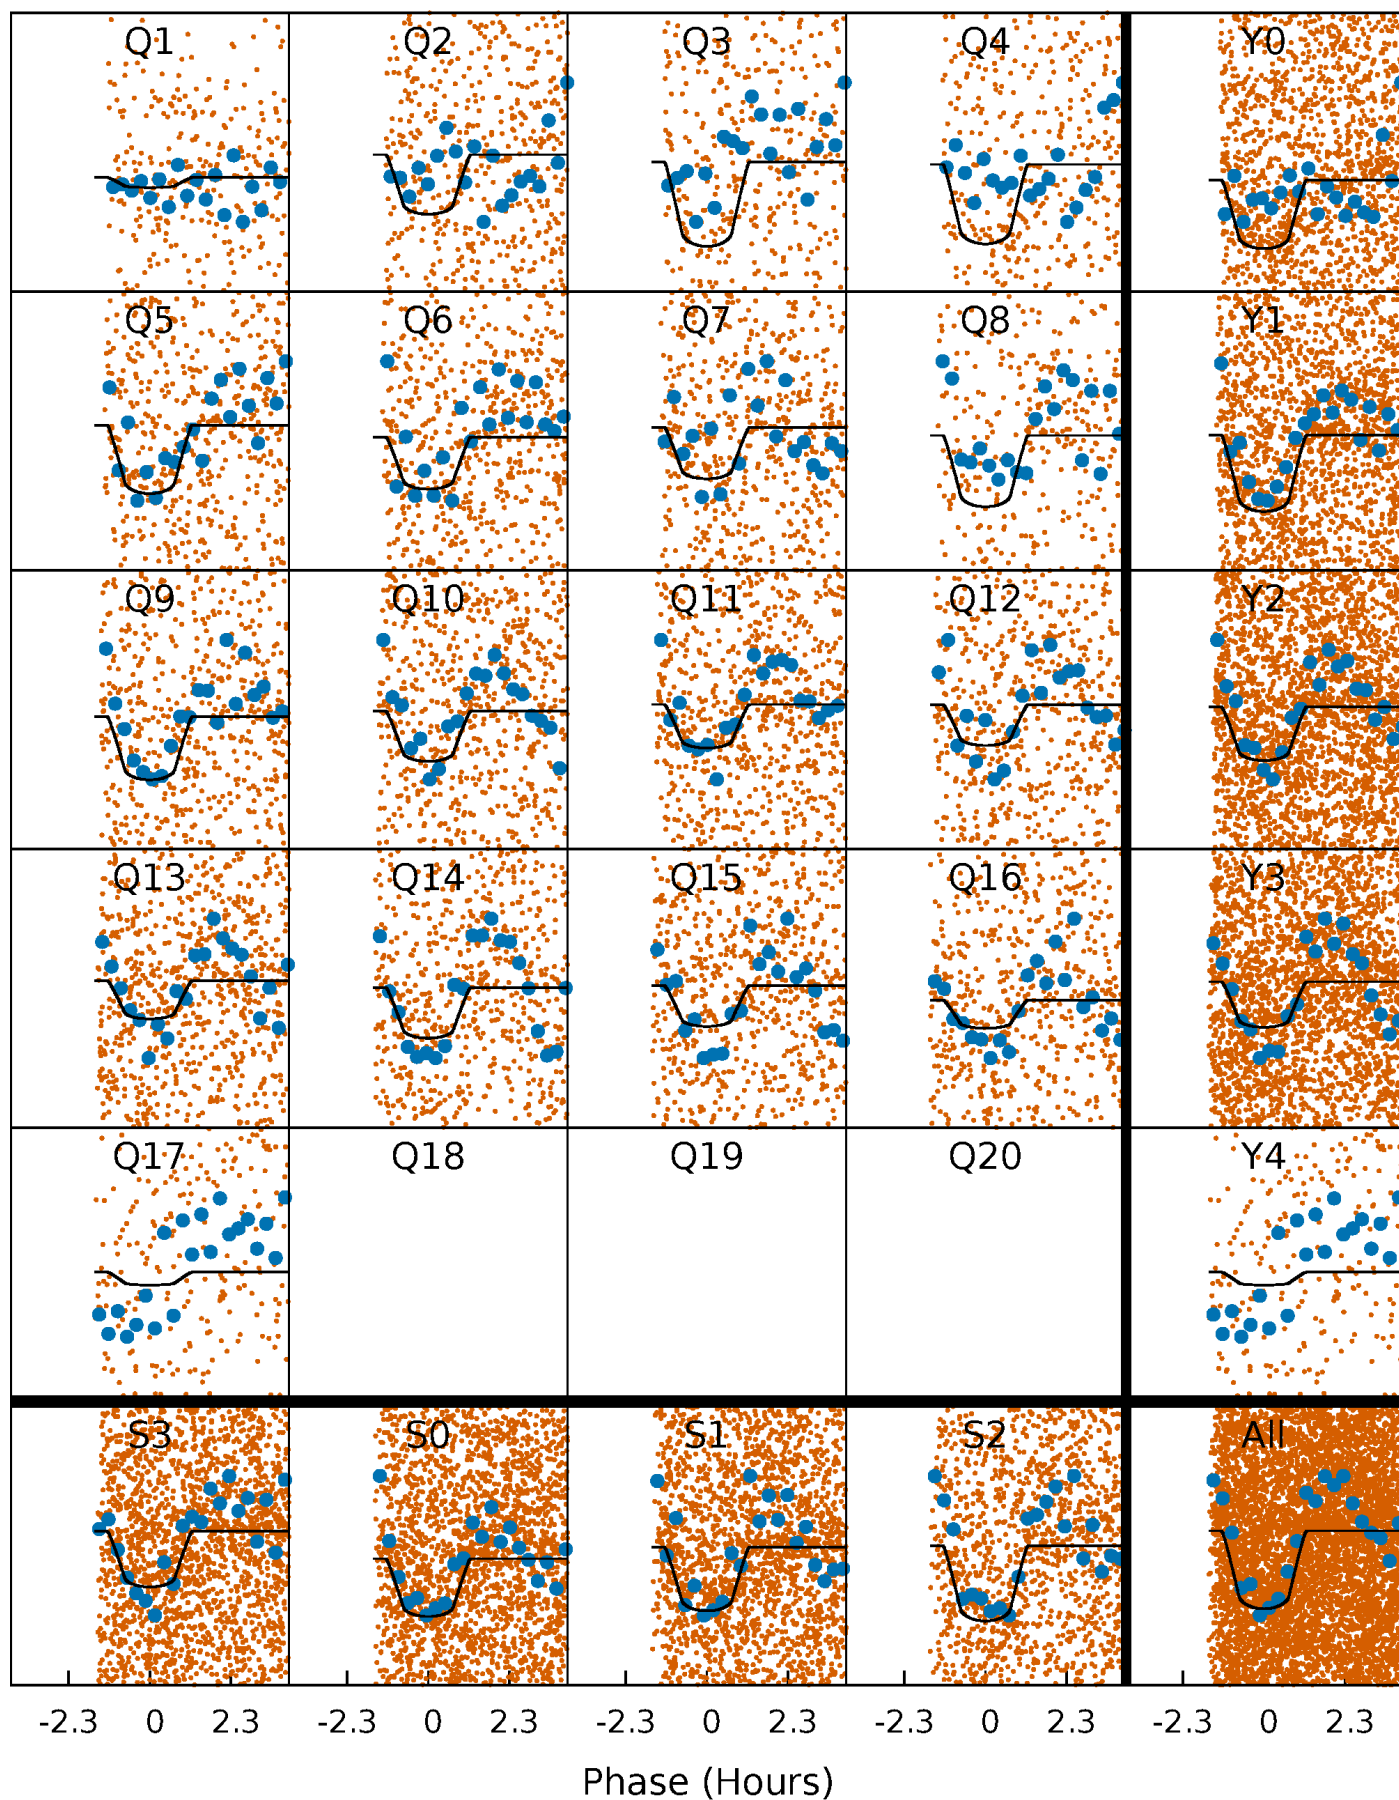 Q1 Q2 Q3 Q4 Y0
Q5 Q6 Q7 Q8 Y1
Q9 Q10 Q11 Q12 Y2
Q13 Q14 Q15 Q16 Y3
Q17 Q18 Q19 Q20 Y4
S3 S0 S1 S2 All
-2.3 0 2.3 -2.3 0 2.3 -2.3 0 2.3 -2.3 0 2.3 -2.3 0 2.3
Phase (Hours)